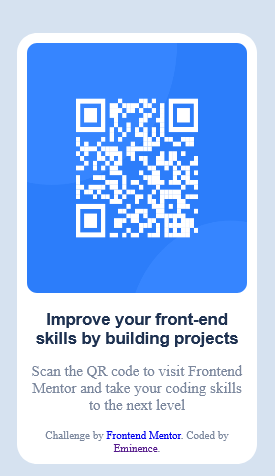 Improve your front-end
skills by building projects
Scan the QR code to visit Frontend
Mentor and take your coding skills
to the next level
Challenge by Frontend Mentor. Coded by
Eminence.